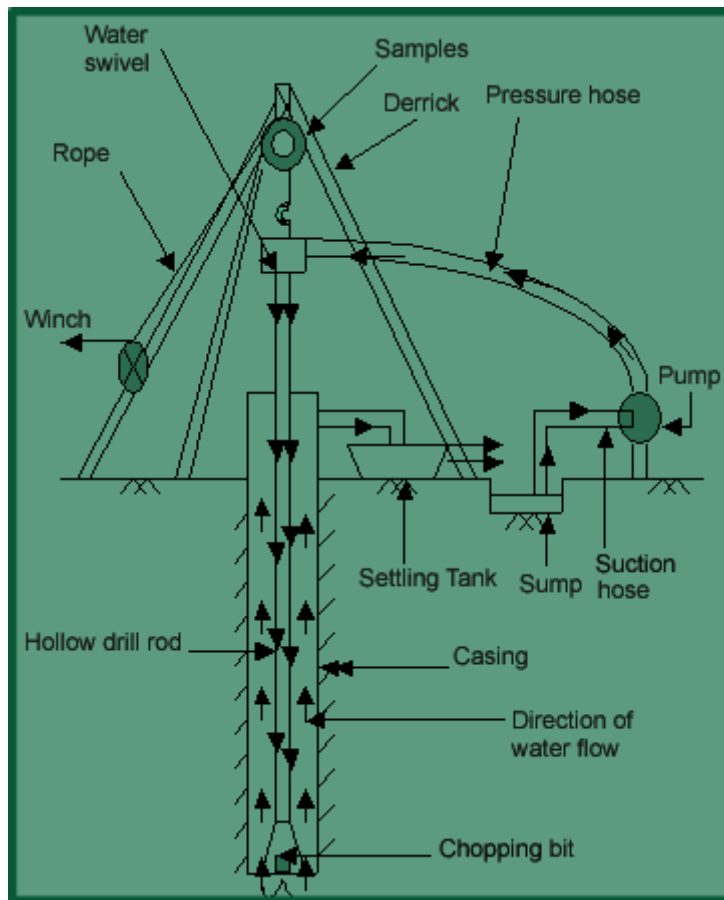 Water
swivel
Samples
Derrick
Pressure hose
Rope
Winch
Pump
Settling Tank
Sump
Suction
hose
Hollow drill rod
Casing
Direction of
water flow
Chopping bit